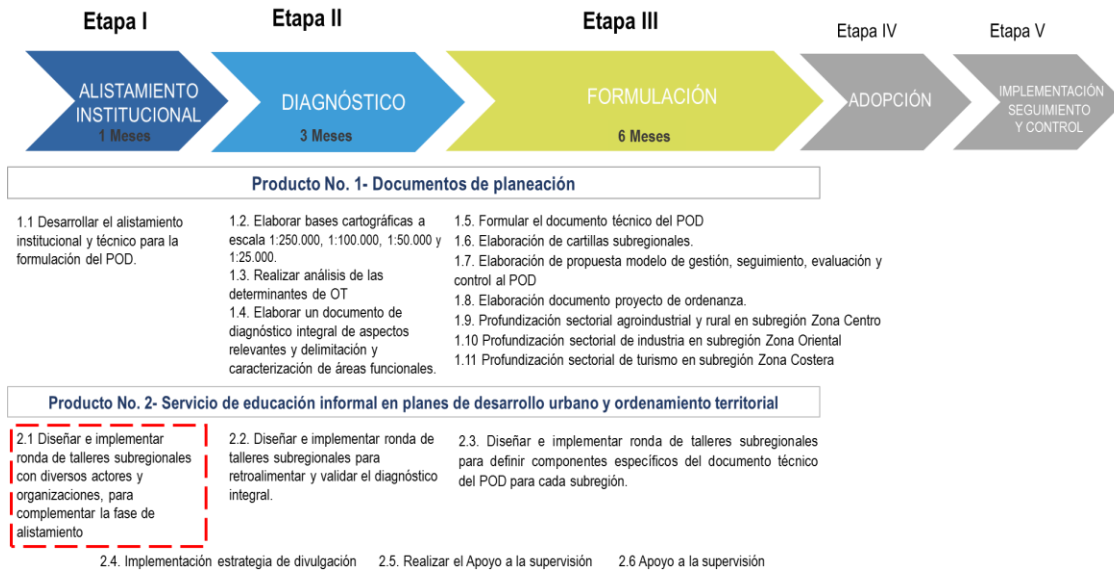 Etapa I
Etapa II
Etapa III
Etapa IV
Etapa V
ALISTAMIENTO
INSTITUCIONAL
1 Meses
DIAGNÓSTICO
3 Meses
FORMULACIÓN
6 Meses
ADOPCIÓN
IMPLEMENTACIÓN
SEGUIMIENTO
Y CONTROL
Producto No. 1- Documentos de planeación
1.1 Desarrollar el alistamiento
institucional y técnico para la
formulación del POD.
1.2. Elaborar bases cartográficas a
escala 1:250.000, 1:100.000, 1:50.000 y
1:25.000.
1.3. Realizar análisis de las
determinantes de OT
1.4. Elaborar un documento de
diagnóstico integral de aspectos
relevantes y delimitación y
caracterización de áreas funcionales.
1.5. Formular el documento técnico del POD
1.6. Elaboración de cartillas subregionales.
1.7. Elaboración de propuesta modelo de gestión, seguimiento, evaluación y
control al POD
1.8. Elaboración documento proyecto de ordenanza.
1.9. Profundización sectorial agroindustrial y rural en subregión Zona Centro
1.10 Profundización sectorial de industria en subregión Zona Oriental
1.11 Profundización sectorial de turismo en subregión Zona Costera
Producto No. 2- Servicio de educación informal en planes de desarrollo urbano y ordenamiento territorial
2.1 Diseñar e implementar
ronda de talleres subregionales
con diversos actores y
organizaciones, para
complementar la fase de
alistamiento
2.2. Diseñar e implementar ronda de
talleres subregionales para
retroalimentar y validar el diagnóstico
integral.
2.3. Diseñar e implementar ronda de talleres subregionales
para definir componentes específicos del documento técnico
del POD para cada subregión.
2.4. Implementación estrategia de divulgación
2.5. Realizar el Apoyo a la supervisión
2.6 Apoyo a la supervisión